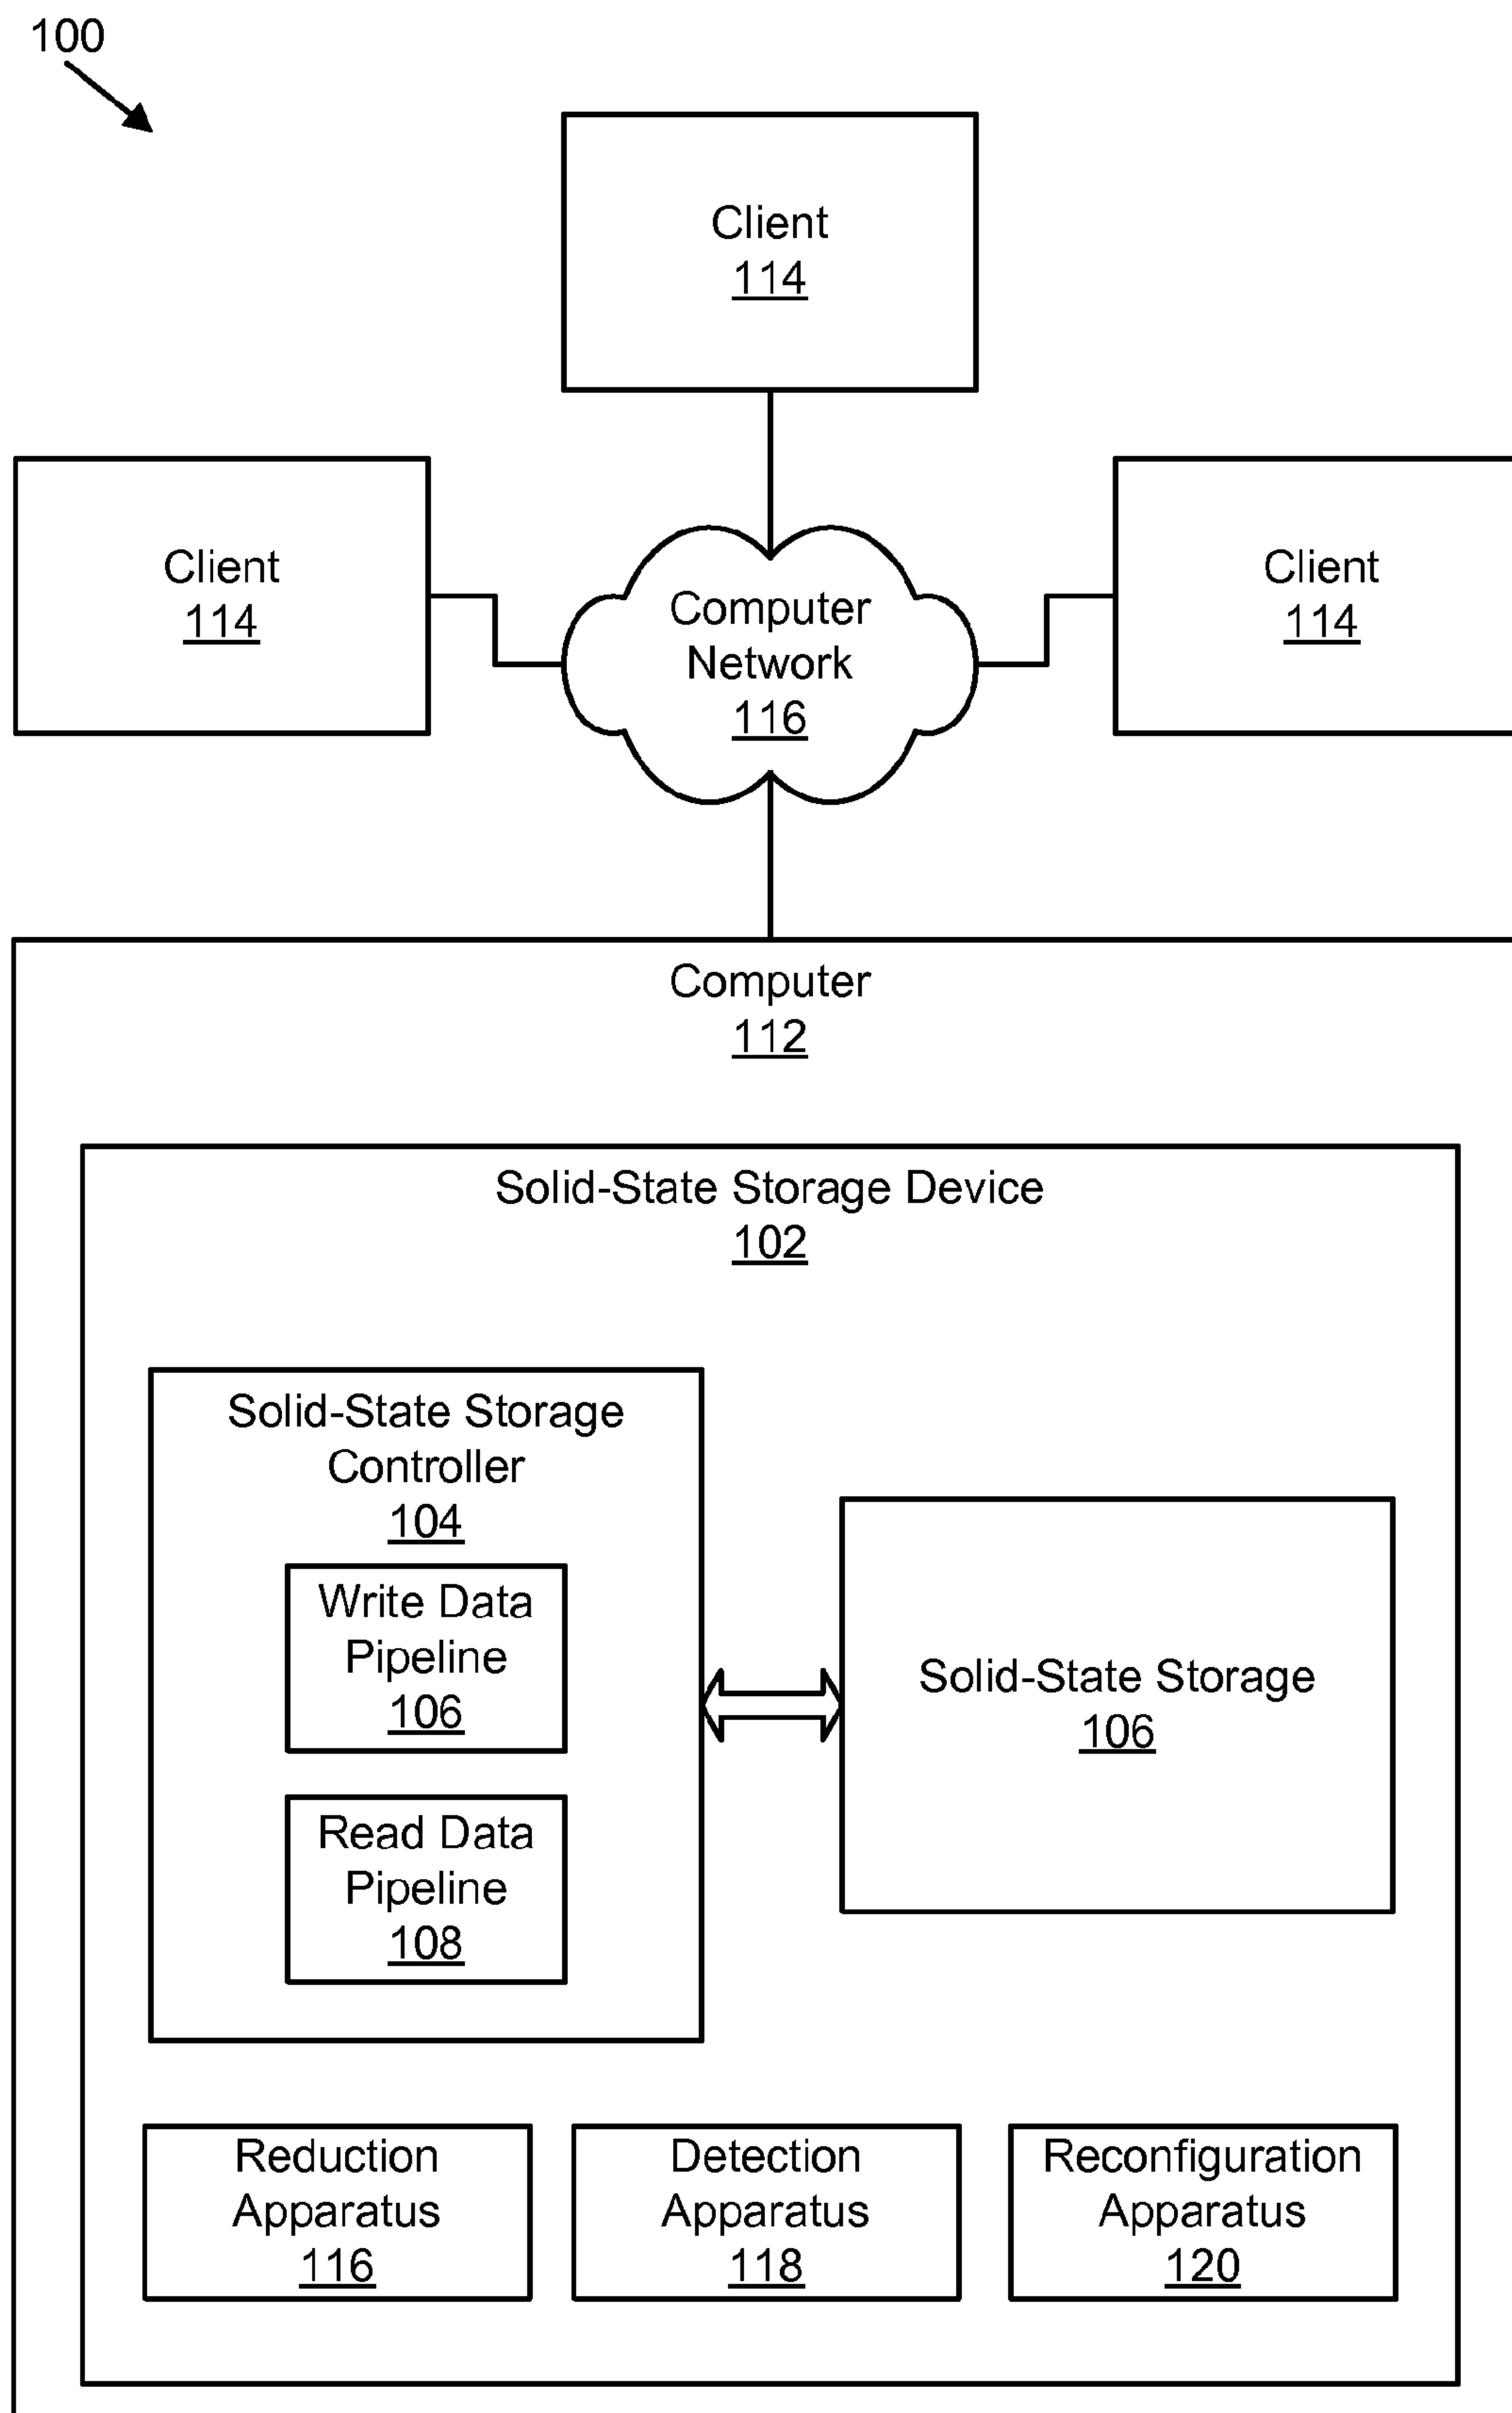 100
Client
114
Client
114
Client
114
Computer
Network
116
Computer
112
Solid-State Storage Device
102
Solid-State Storage
Controller
104
Write Data
Pipeline
106
Read Data
Pipeline
108
Solid-State Storage
106
Reduction
Apparatus
116
Detection
Apparatus
118
Reconfiguration
Apparatus
120